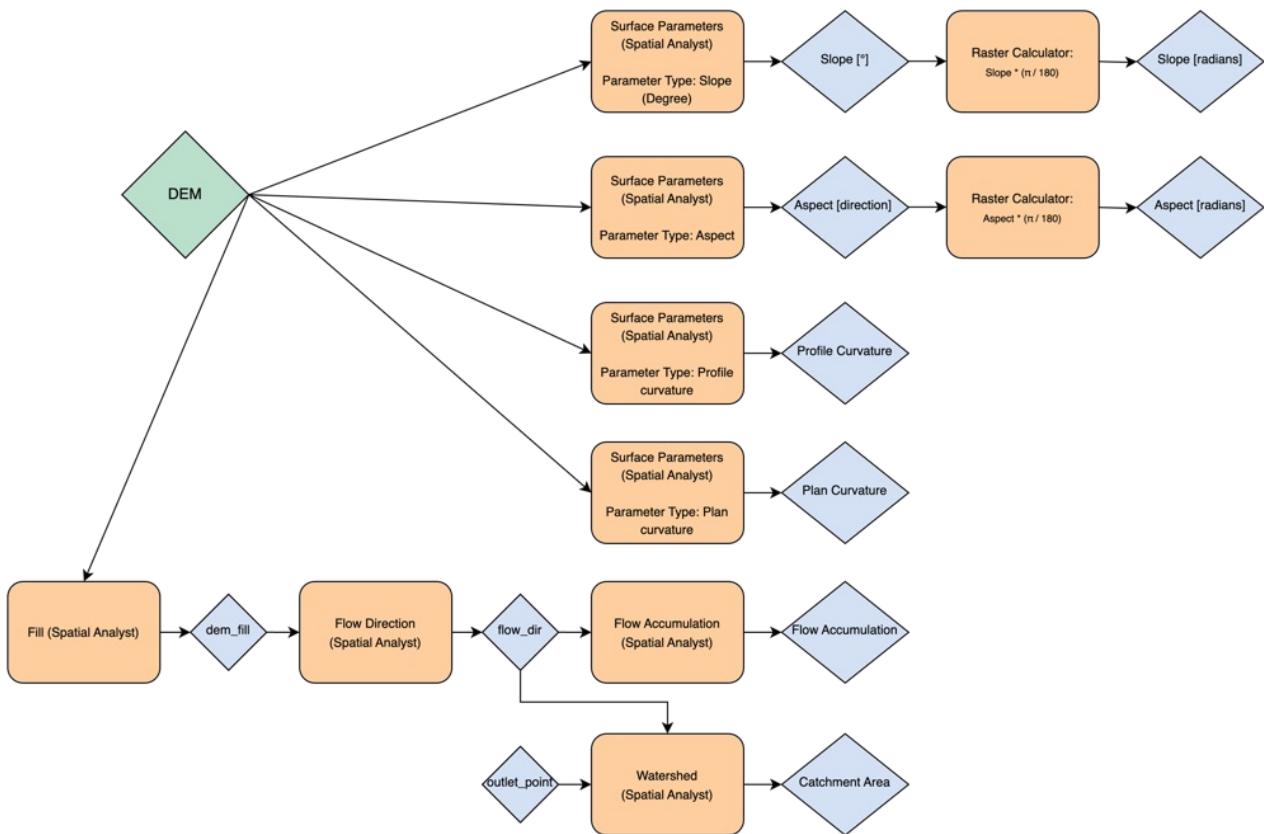 Surface Parameters
(Spatial Analyst)
Parameter Type: Slope
(Degree)
Slope [°]
Raster Calculator:
Slope * (π / 180)
Slope [radians]
DEM
Surface Parameters
(Spatial Analyst)
Parameter Type: Aspect
Aspect [direction]
Raster Calculator:
Aspect * (π / 180)
Aspect [radians]
Surface Parameters
(Spatial Analyst)
Parameter Type: Profile
curvature
Profile Curvature
Surface Parameters
(Spatial Analyst)
Parameter Type: Plan
curvature
Plan Curvature
Fill (Spatial Analyst)
dem_fill
Flow Direction
(Spatial Analyst)
flow_dir
Flow Accumulation
(Spatial Analyst)
Flow Accumulation
outlet_point
Watershed
(Spatial Analyst)
Catchment Area